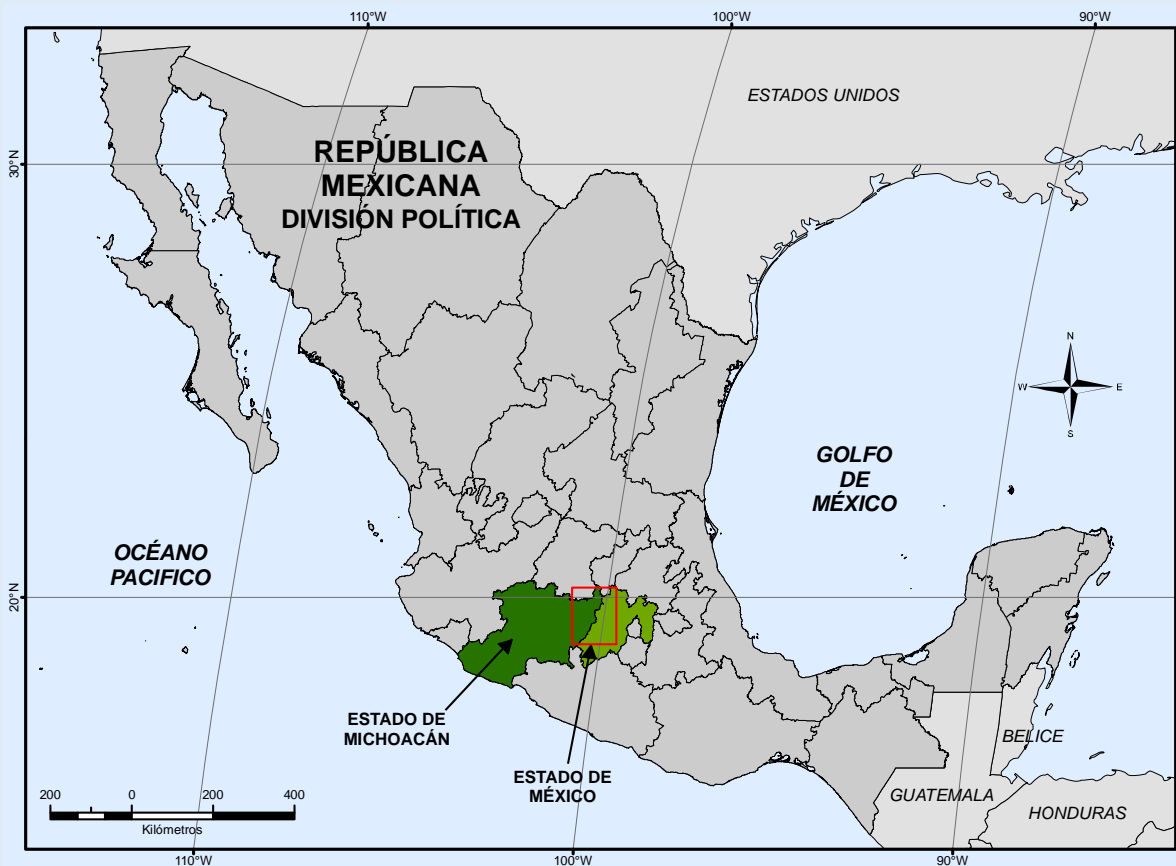 110°W
100°W
90°W
ESTADOS UNIDOS
REPÚBLICA
MEXICANA
DIVISIÓN POLÍTICA
30°N
N
W
E
S
GOLFO
DE
MÉXICO
OCÉANO
PACIFICO
20°N
ESTADO DE
MICHOACÁN
ESTADO DE
MÉXICO
BELICE
GUATEMALA
HONDURAS
200
0
200
400
Kilómetros
110°W
100°W
90°W